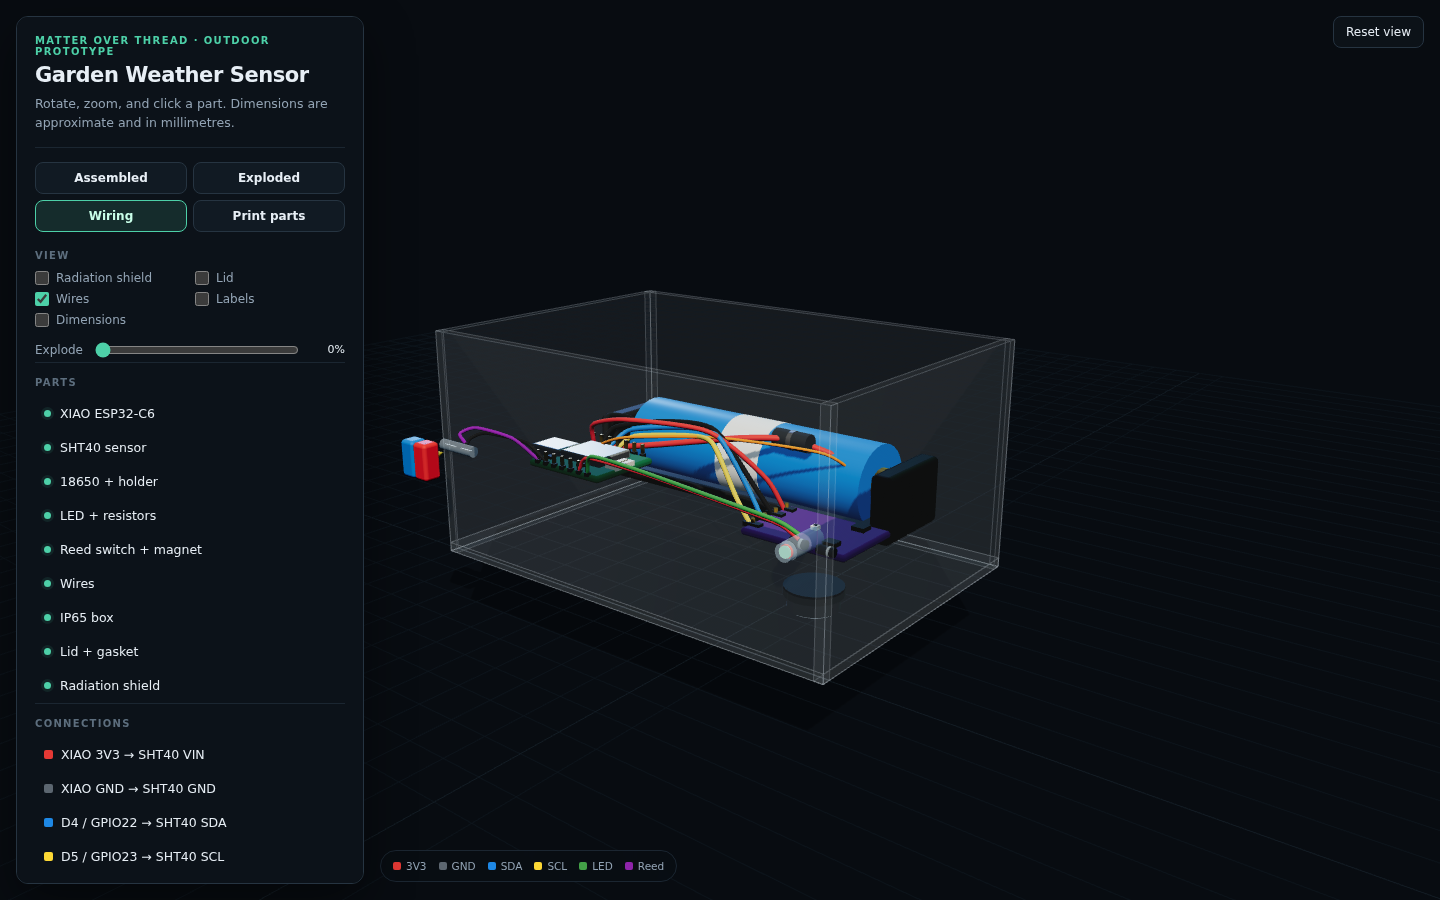 MATTER OVER THREAD · OUTDOOR
PROTOTYPE
Garden Weather Sensor
Rotate, zoom, and click a part. Dimensions are
approximate and in millimetres.
Assembled
Exploded
Wiring
Print parts
VIEW
Radiation shield
Lid
Wires
Labels
Dimensions
Explode
0%
PARTS
XIAO ESP32-C6
SHT40 sensor
18650 + holder
LED + resistors
Reed switch + magnet
Wires
IP65 box
Lid + gasket
Radiation shield
CONNECTIONS
XIAO 3V3 → SHT40 VIN
XIAO GND → SHT40 GND
D4 / GPIO22 → SHT40 SDA
D5 / GPIO23 → SHT40 SCL
Reset view
3V3
GND
SDA
SCL
LED
Reed